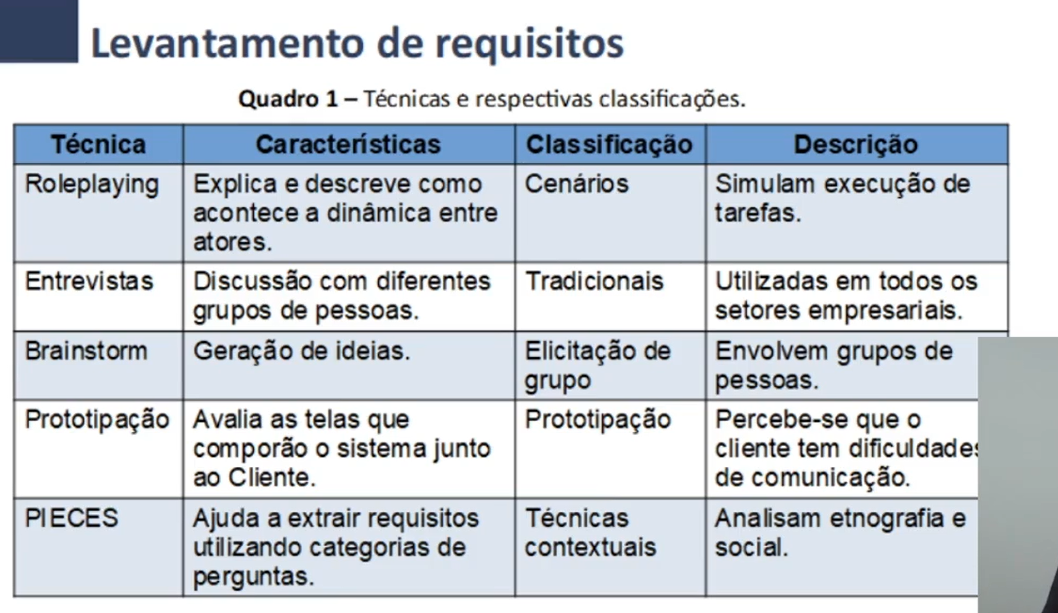 Levantamento de requisitos
Quadro 1 – Técnicas e respectivas classificações.
Técnica Características Classificação Descrição
Roleplaying Explica e descreve como Cenários Simulam execução de
acontece a dinâmica entre tarefas.
atores.
Entrevistas Discussão com diferentes Tradicionais Utilizadas em todos os
grupos de pessoas. setores empresariais.
Brainstorm Geração de ideias. Elicitação de Envolvem grupos de
grupo pessoas.
Prototipação Avalia as telas que Prototipação Percebe-se que o
comporão o sistema junto cliente tem dificuldades
ao Cliente. de comunicação.
PIECES Ajuda a extrair requisitos Técnicas Analisam etnografia e
utilizando categorias de contextuais social.
perguntas.